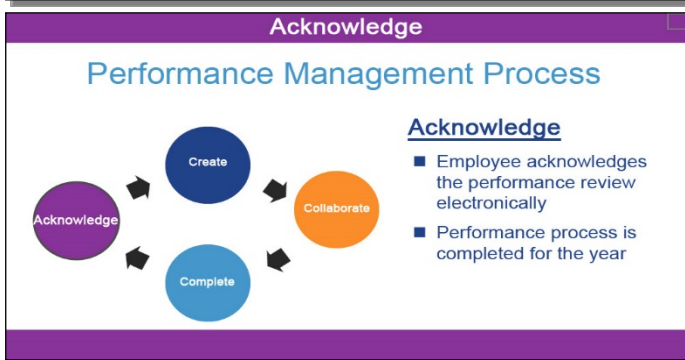 Acknowledge
Performance Management Process
Create
Collaborate
Complete
Acknowledge
Acknowledge
Employee acknowledges
the performance review
electronically
Performance process is
completed for the year